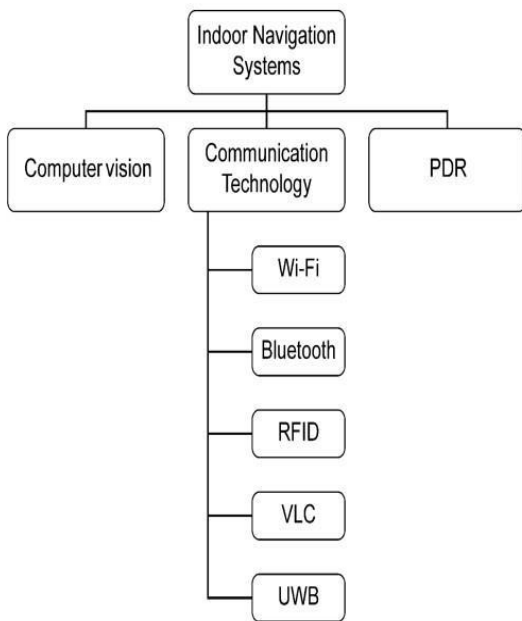 Indoor Navigation
Systems
Computer vision
Communication
Technology
PDR
Wi-Fi
Bluetooth
RFID
VLC
UWB